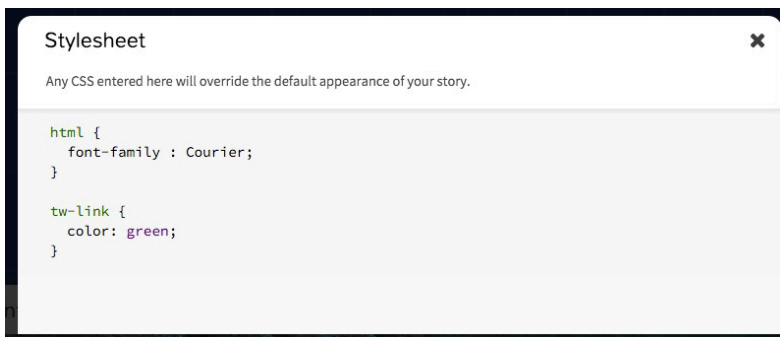 Stylesheet
Any CSS entered here will override the default appearance of your story.
html {
  font-family : Courier;
}
tw-link {
  color: green;
}